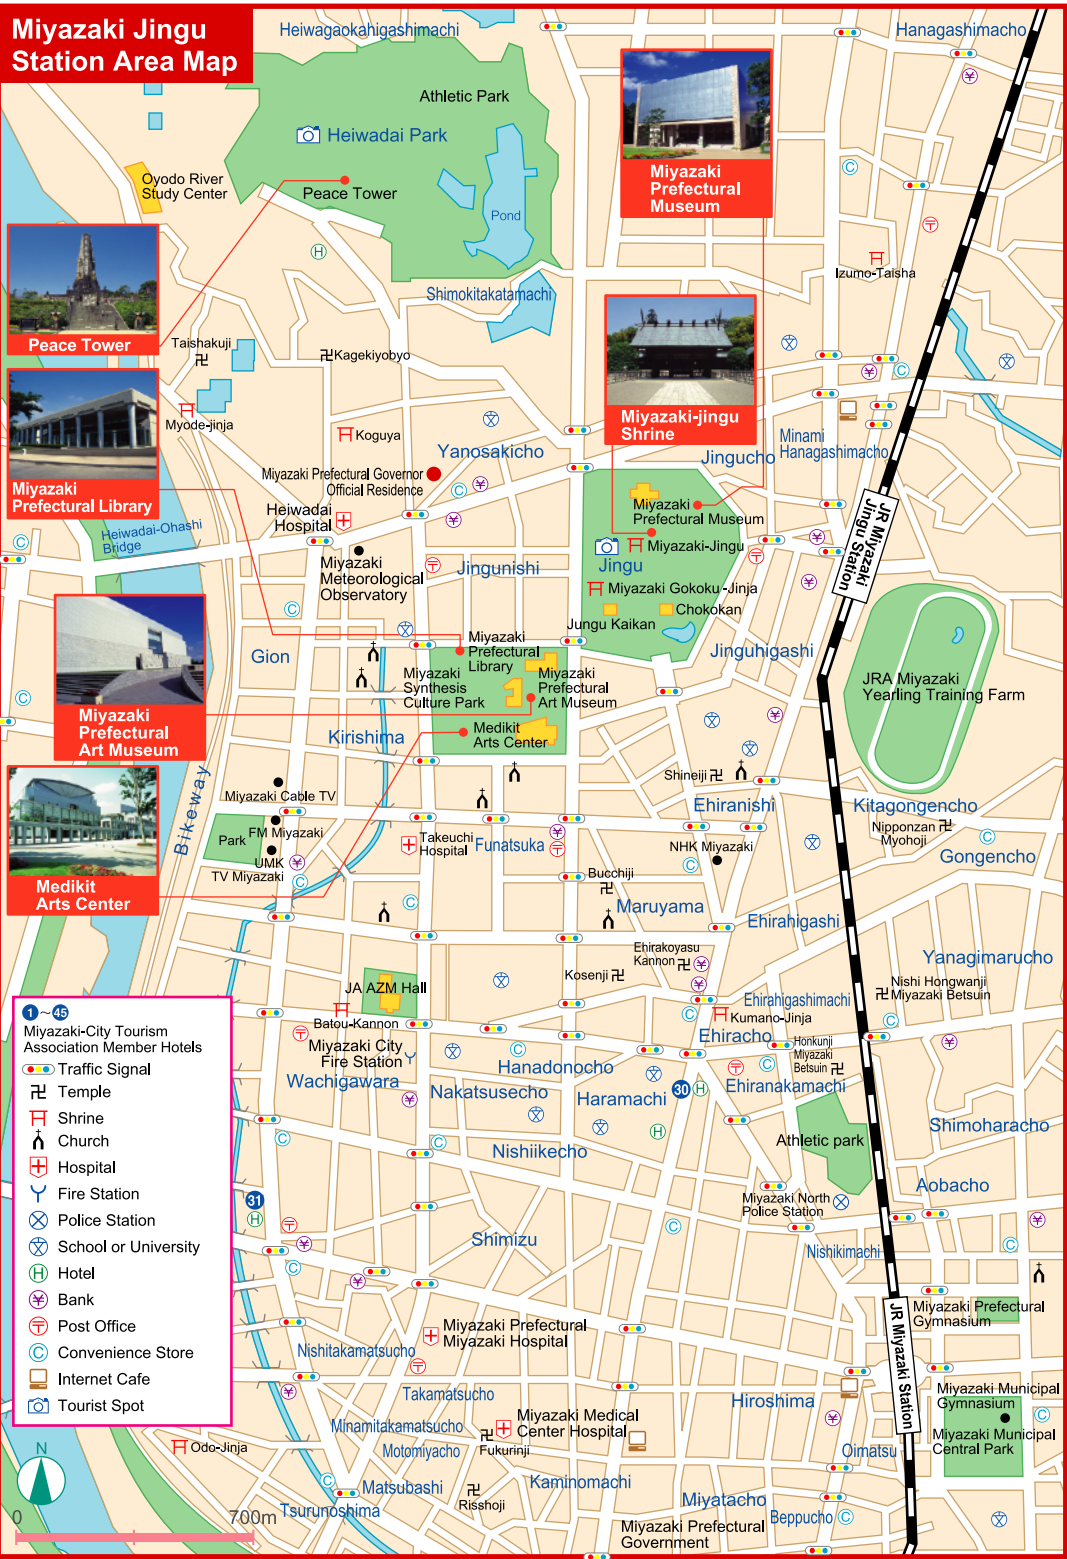 Miyazaki Jingu
Station Area Map
Heiwagaokahigashimachi
Hanagashimacho
Athletic Park
Heiwadai Park
Peace Tower
Pond
Oyodo River
Study Center
H
Miyazaki
Prefectural
Museum
C
Izumo-Taisha
Peace Tower
Shimokitakatamachi
Taishakuji
Kagekiyobyo
Myode-jinja
Koguya
Miyazaki-jingu
Shrine
Minami
Hanagashimacho
Jingucho
Yanosakicho
Miyazaki Prefectural Governor
Official Residence
C
Miyazaki
Prefectural Library
Heiwadai
Hospital
Heiwadai-Ohashi
Bridge
Miyazaki
Meteorological
Observatory
Jingunishi
Miyazaki
Prefectural Museum
Miyazaki-Jingu
Jingu
Miyazaki Gokoku-Jinja
Chokokan
Jungu Kaikan
JR Miyazaki
Jingu Station
Jinguhigashi
JRA Miyazaki
Yearling Training Farm
Gion
Miyazaki
Prefectural
Library
Miyazaki
Synthesis
Culture Park
Miyazaki
Prefectural
Art Museum
Medikit
Arts Center
Kirishima
Miyazaki
Prefectural
Art Museum
Bikeway
Miyazaki Cable TV
FM Miyazaki
Park
UMK
TV Miyazaki
Medikit
Arts Center
Takeuchi
Hospital
Funatsuka
Shineiji
Ehiranishi
NHK Miyazaki
Kitagongencho
Nipponzan
Myohoji
Gongencho
Bucchiji
Maruyama
Ehirahigashi
Ehirakoyasu
Kannon
Kosenji
Yanagimarucho
Nishi Hongwanji
Miyazaki Betsuin
Ehirahigashimachi
Kumano-Jinja
Ehiracho
Honkunji
Miyazaki
Betsuin
Ehiranakamachi
JA AZM Hall
Batou-Kannon
Miyazaki City
Fire Station
Wachigawara
Hanadonocho
Nakatsusecho
Haramachi
30
H
Nishiikecho
Athletic park
Shimoharacho
Aobacho
Miyazaki North
Police Station
Nishikimachi
31
H
Shimizu
1 ~ 45
Miyazaki-City Tourism
Association Member Hotels
Traffic Signal
Temple
Shrine
Church
Hospital
Fire Station
Police Station
School or University
H Hotel
Bank
Post Office
C Convenience Store
Internet Cafe
Tourist Spot
Miyazaki Prefectural
Miyazaki Hospital
Nishitakamatsucho
Takamatsucho
Minamitakamatsucho
Motomiyacho
Miyazaki Medical
Center Hospital
Fukurinji
Matsubashi
Risshoji
Kaminomachi
Tsurunoshima
Odo-Jinja
JR Miyazaki Station
Miyazaki Prefectural
Gymnasium
Miyazaki Municipal
Gymnasium
Miyazaki Municipal
Central Park
Hiroshima
Oimatsu
Miyatacho
Beppucho
Miyazaki Prefectural
Government
N
0
700m